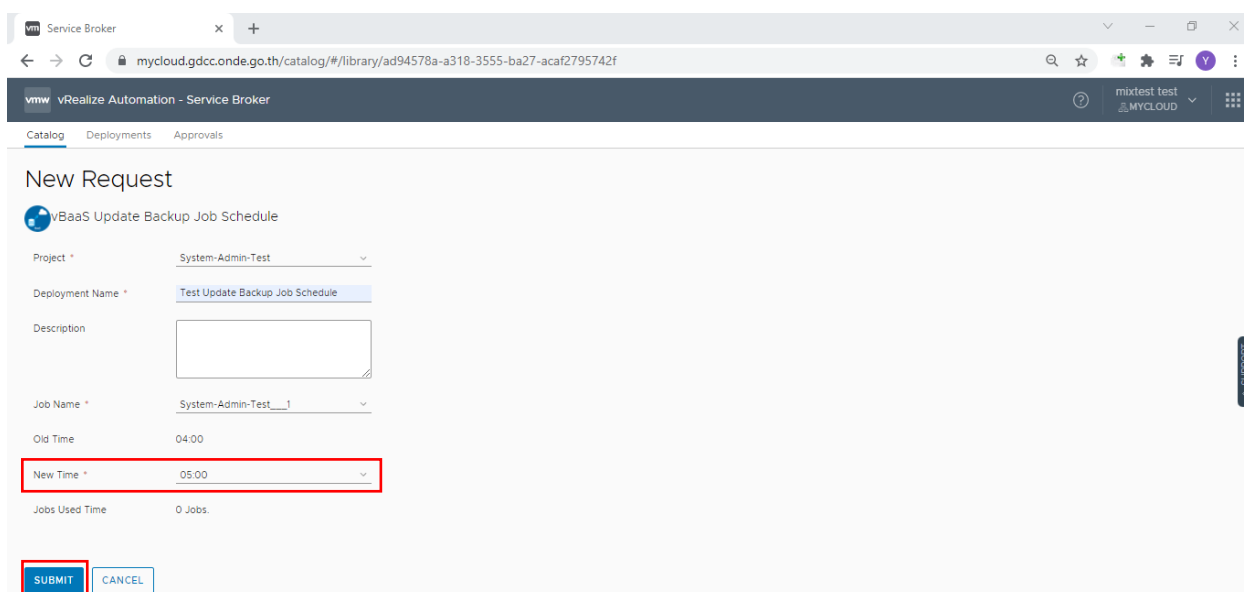 vm Service Broker
mycloud.gdcc.onde.go.th/catalog/#/library/ad94578a-a318-3555-ba27-acaf2795742f
Y
vmw vRealize Automation - Service Broker
mixtest test
MYCLOUD
Catalog Deployments Approvals
New Request
vBaaS Update Backup Job Schedule
Project * System-Admin-Test
Deployment Name * Test Update Backup Job Schedule
Description
Job Name * System-Admin-Test___1
Old Time 04:00
New Time * 05:00
Jobs Used Time 0 Jobs.
SUBMIT CANCEL